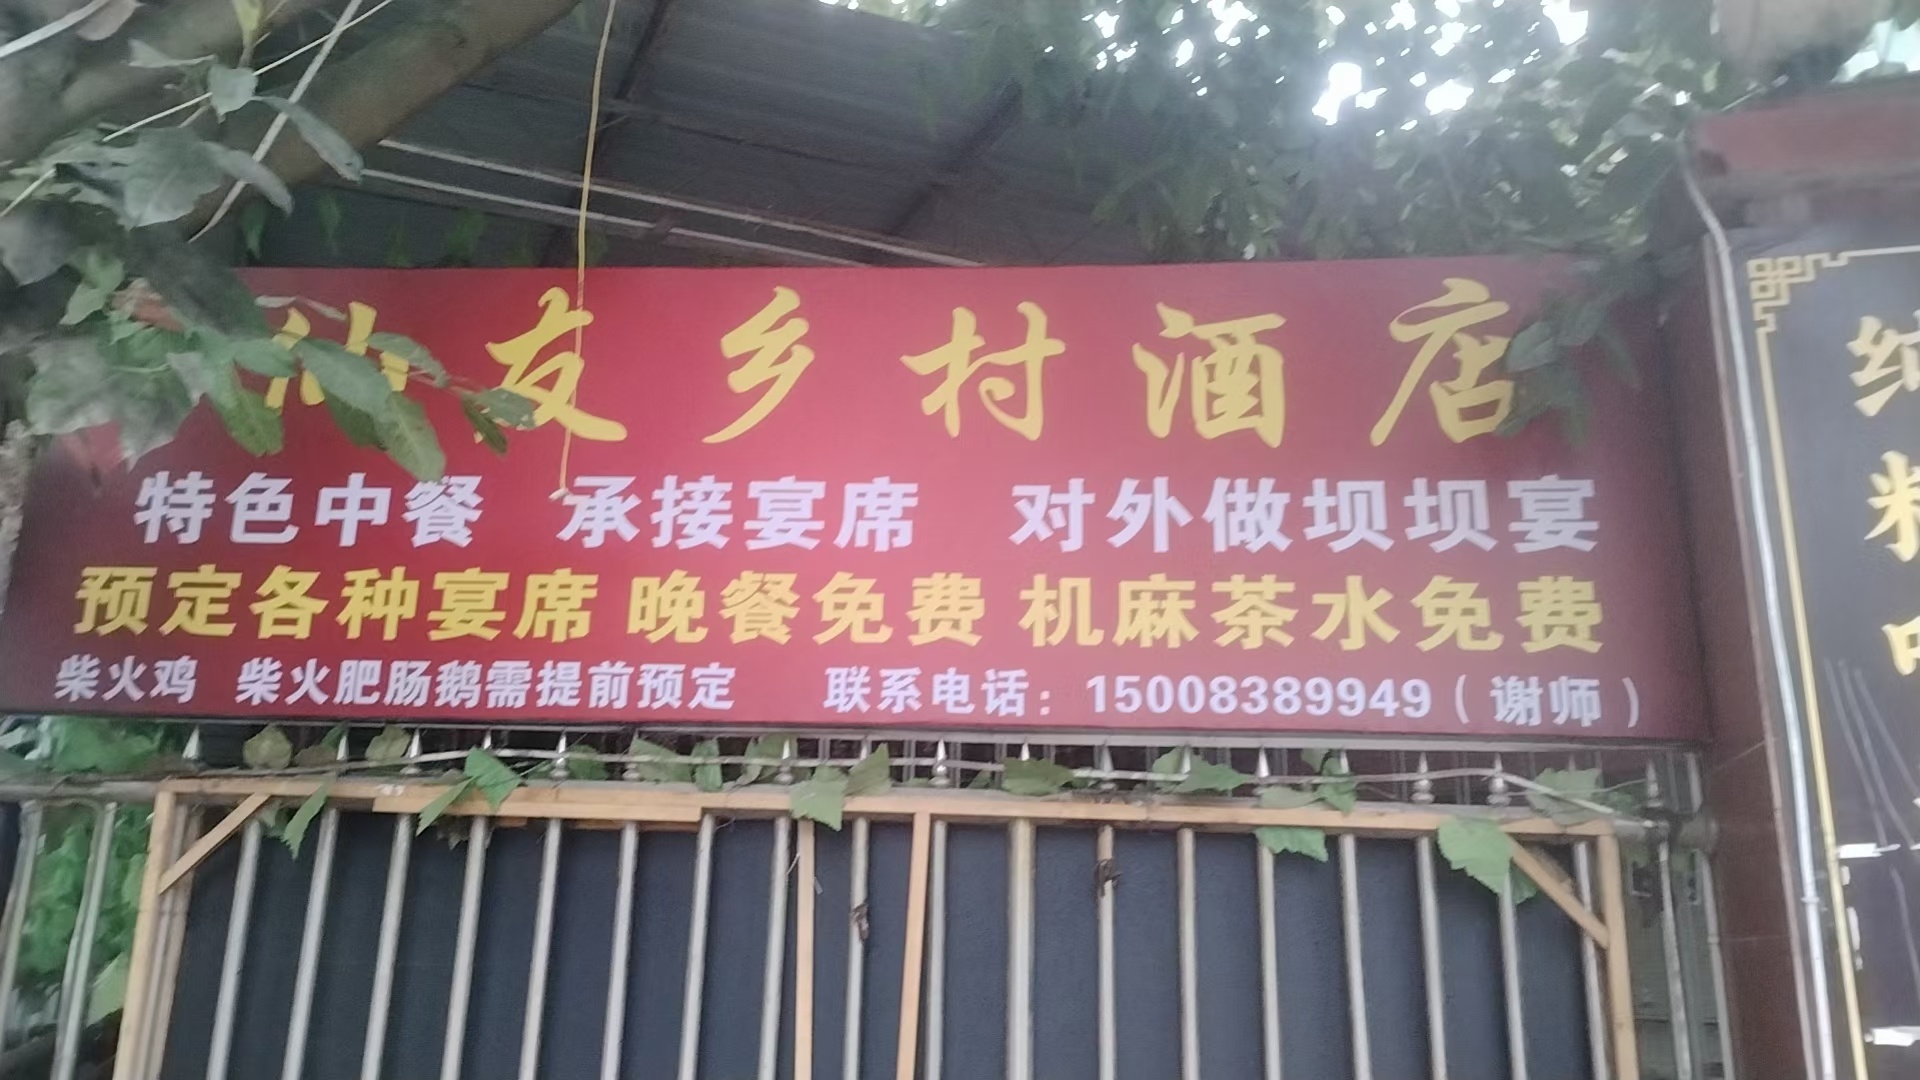 友乡村酒店
特色中餐 承接宴席 对外做坝坝宴
预定各种宴席 晚餐免费 机麻茶水免费
柴火鸡 柴火肥肠鹅需提前预定 联系电话：15008389949（谢师）
纯
粮